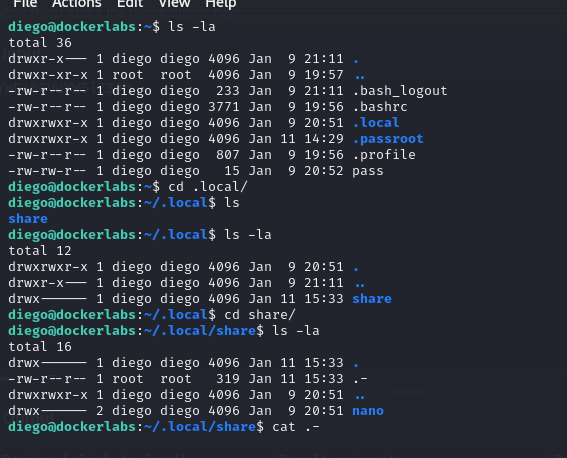 File Actions Edit View Help
diego@dockerlabs:~$ ls -la
total 36
drwxr-x--- 1 diego diego 4096 Jan  9 21:11 .
drwxr-xr-x 1 root  root  4096 Jan  9 19:57 ..
-rw-r--r-- 1 diego diego  233 Jan  9 21:11 .bash_logout
-rw-r--r-- 1 diego diego 3771 Jan  9 19:56 .bashrc
drwxrwxr-x 1 diego diego 4096 Jan  9 20:51 .local
drwxrwxr-x 1 diego diego 4096 Jan 11 14:29 .passroot
-rw-r--r-- 1 diego diego  807 Jan  9 19:56 .profile
-rw-rw-r-- 1 diego diego   15 Jan  9 20:52 pass
diego@dockerlabs:~$ cd .local/
diego@dockerlabs:~/.local$ ls
share
diego@dockerlabs:~/.local$ ls -la
total 12
drwxrwxr-x 1 diego diego 4096 Jan  9 20:51 .
drwxr-x--- 1 diego diego 4096 Jan  9 21:11 ..
drwx------ 1 diego diego 4096 Jan 11 15:33 share
diego@dockerlabs:~/.local$ cd share/
diego@dockerlabs:~/.local/share$ ls -la
total 16
drwx------ 1 diego diego 4096 Jan 11 15:33 .
-rw-r--r-- 1 root  root   319 Jan 11 15:33 .-
drwxrwxr-x 1 diego diego 4096 Jan  9 20:51 ..
drwx------ 2 diego diego 4096 Jan  9 20:51 nano
diego@dockerlabs:~/.local/share$ cat .-